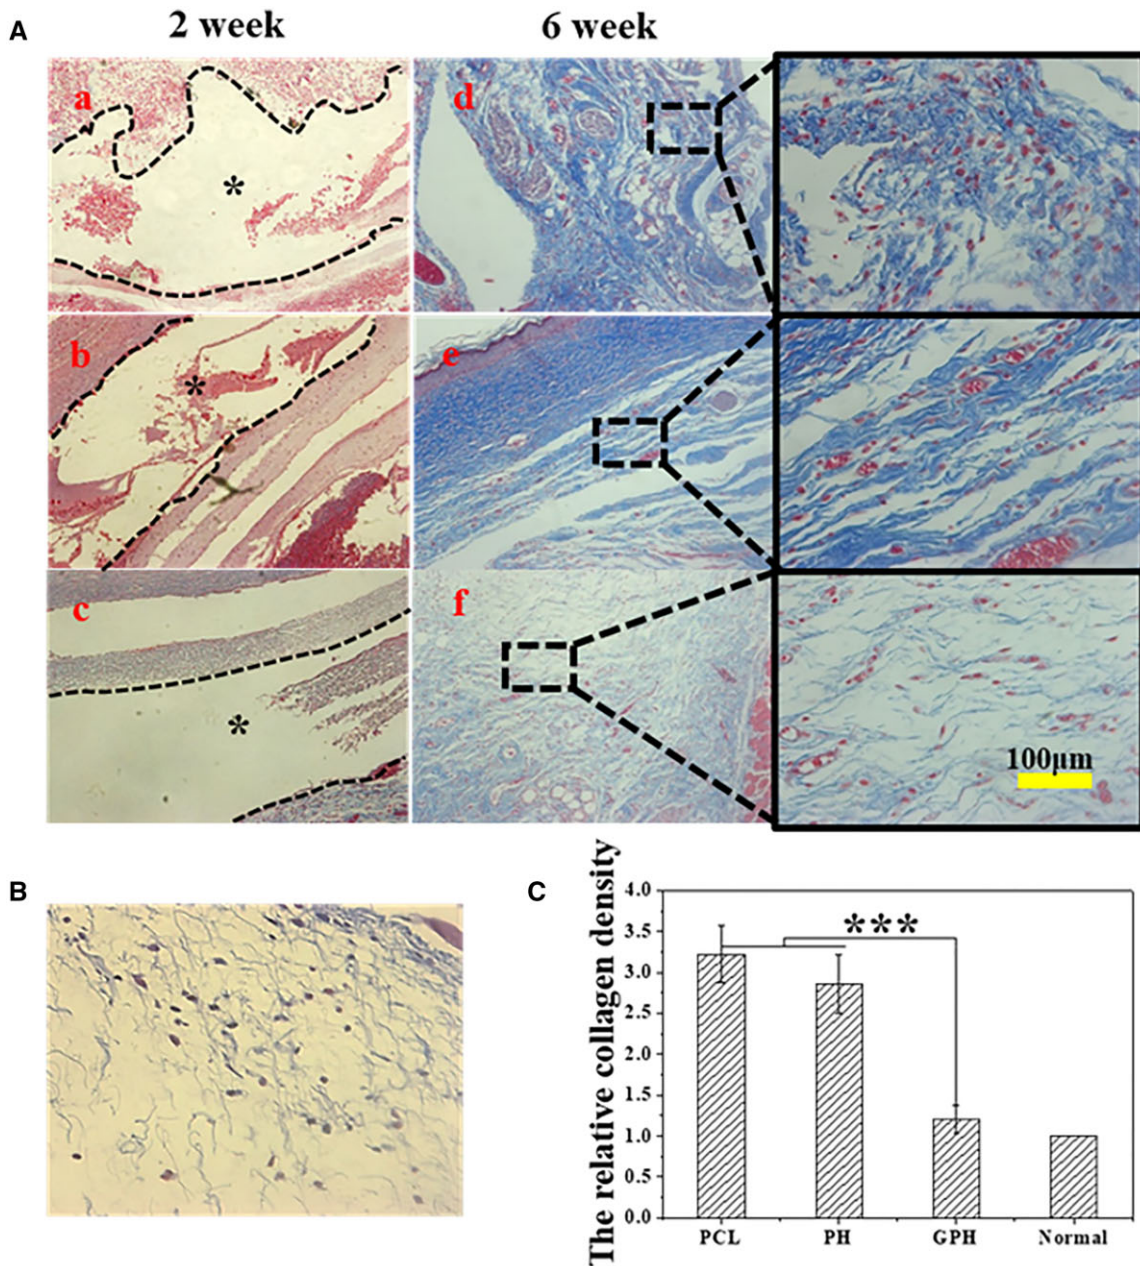 A
2 week
6 week
a
d
*
b
e
*
c
f
*
100μm
B
C
The relative collagen density
4.0
3.5
3.0
2.5
2.0
1.5
1.0
0.5
0.0
***
PCL
PH
GPH
Normal